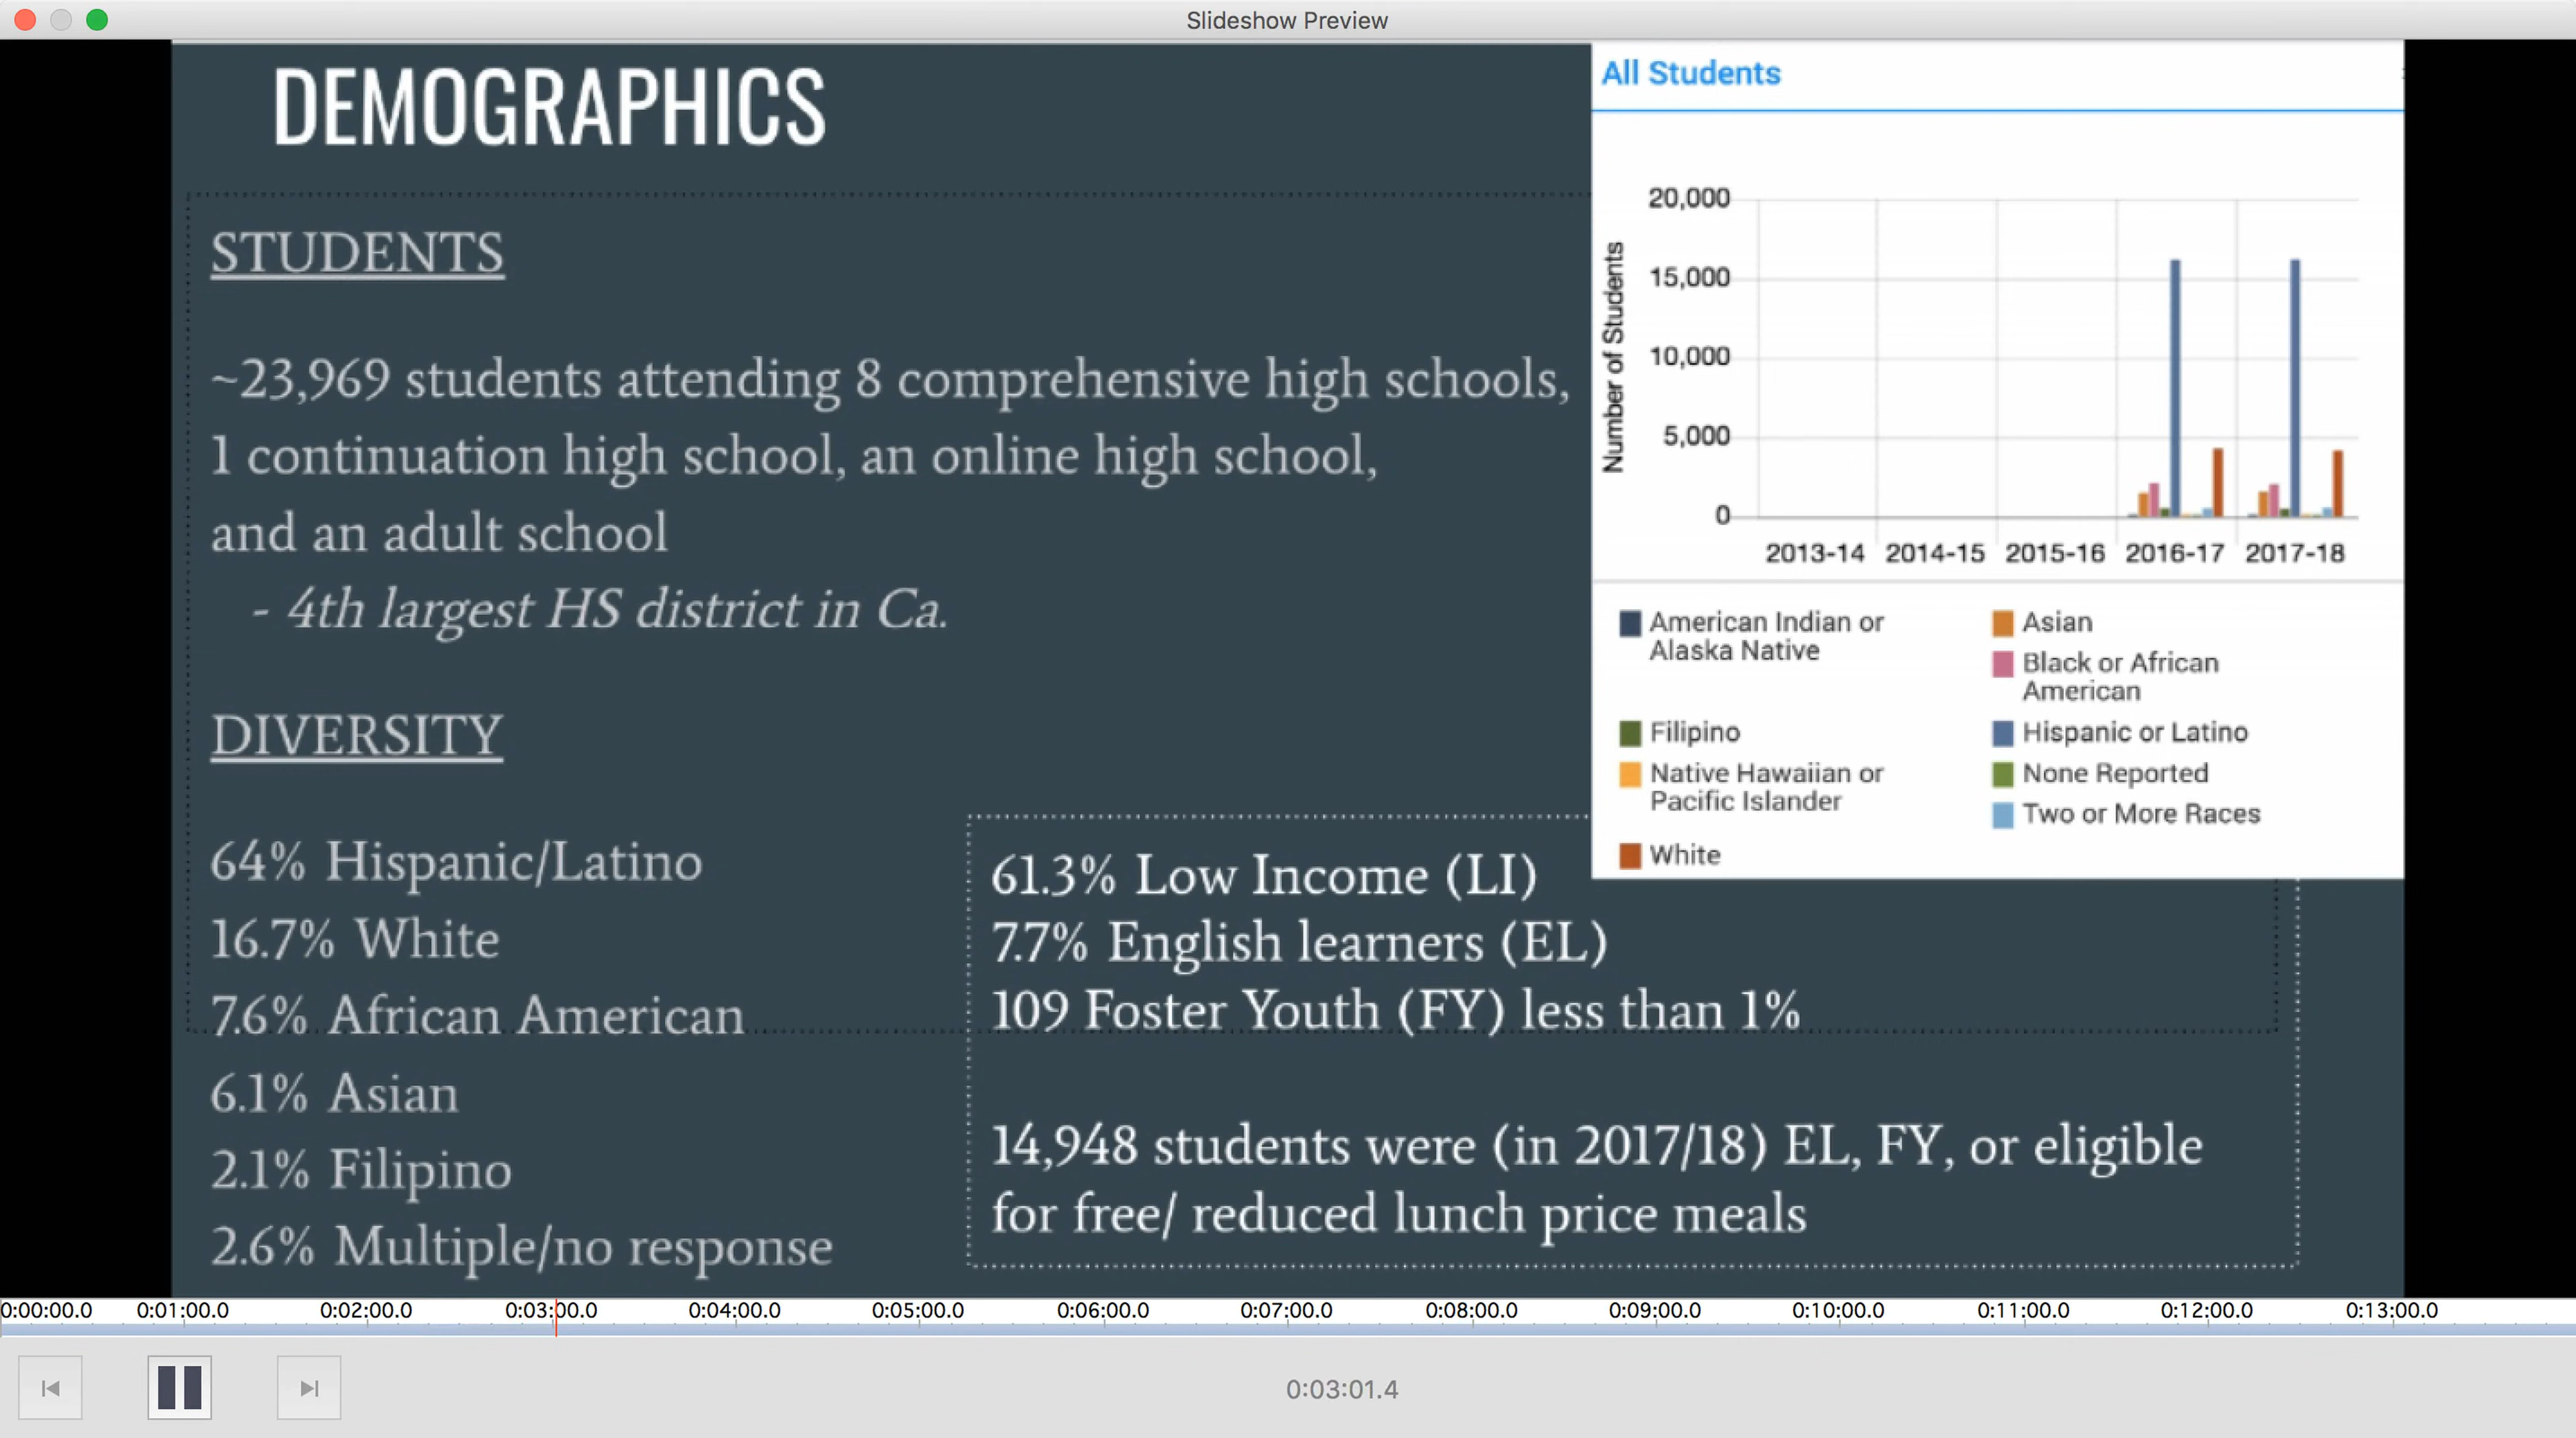 Slideshow Preview
DEMOGRAPHICS
STUDENTS
~23,969 students attending 8 comprehensive high schools,
1 continuation high school, an online high school,
and an adult school
- 4th largest HS district in Ca.
DIVERSITY
64% Hispanic/Latino
16.7% White
7.6% African American
6.1% Asian
2.1% Filipino
2.6% Multiple/no response
61.3% Low Income (LI)
7.7% English learners (EL)
109 Foster Youth (FY) less than 1%
14,948 students were (in 2017/18) EL, FY, or eligible
for free/ reduced lunch price meals
All Students
Number of Students
20,000
15,000
10,000
5,000
0
2013-14 2014-15 2015-16 2016-17 2017-18
American Indian or
Alaska Native
Asian
Black or African
American
Filipino
Hispanic or Latino
Native Hawaiian or
Pacific Islander
None Reported
Two or More Races
White
0:00:00.0 0:01:00.0 0:02:00.0 0:03:00.0 0:04:00.0 0:05:00.0 0:06:00.0 0:07:00.0 0:08:00.0 0:09:00.0 0:10:00.0 0:11:00.0 0:12:00.0 0:13:00.0
0:03:01.4